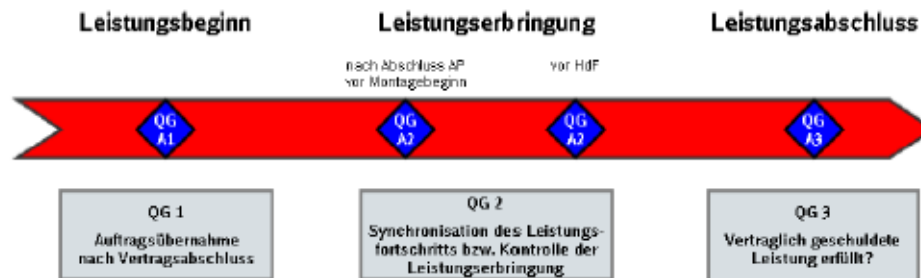 Leistungsbeginn
Leistungserbringung
Leistungsabschluss
nach Abschluss AP
vor Montagebeginn
vor HdF
QG
A1
QG
A2
QG
A2
QG
A3
QG 1
Auftragsübernahme
nach Vertragsabschluss
QG 2
Synchronisation des Leistungs-
fortschritts bzw. Kontrolle der
Leistungserbringung
QG 3
Vertraglich geschuldete
Leistung erfüllt?